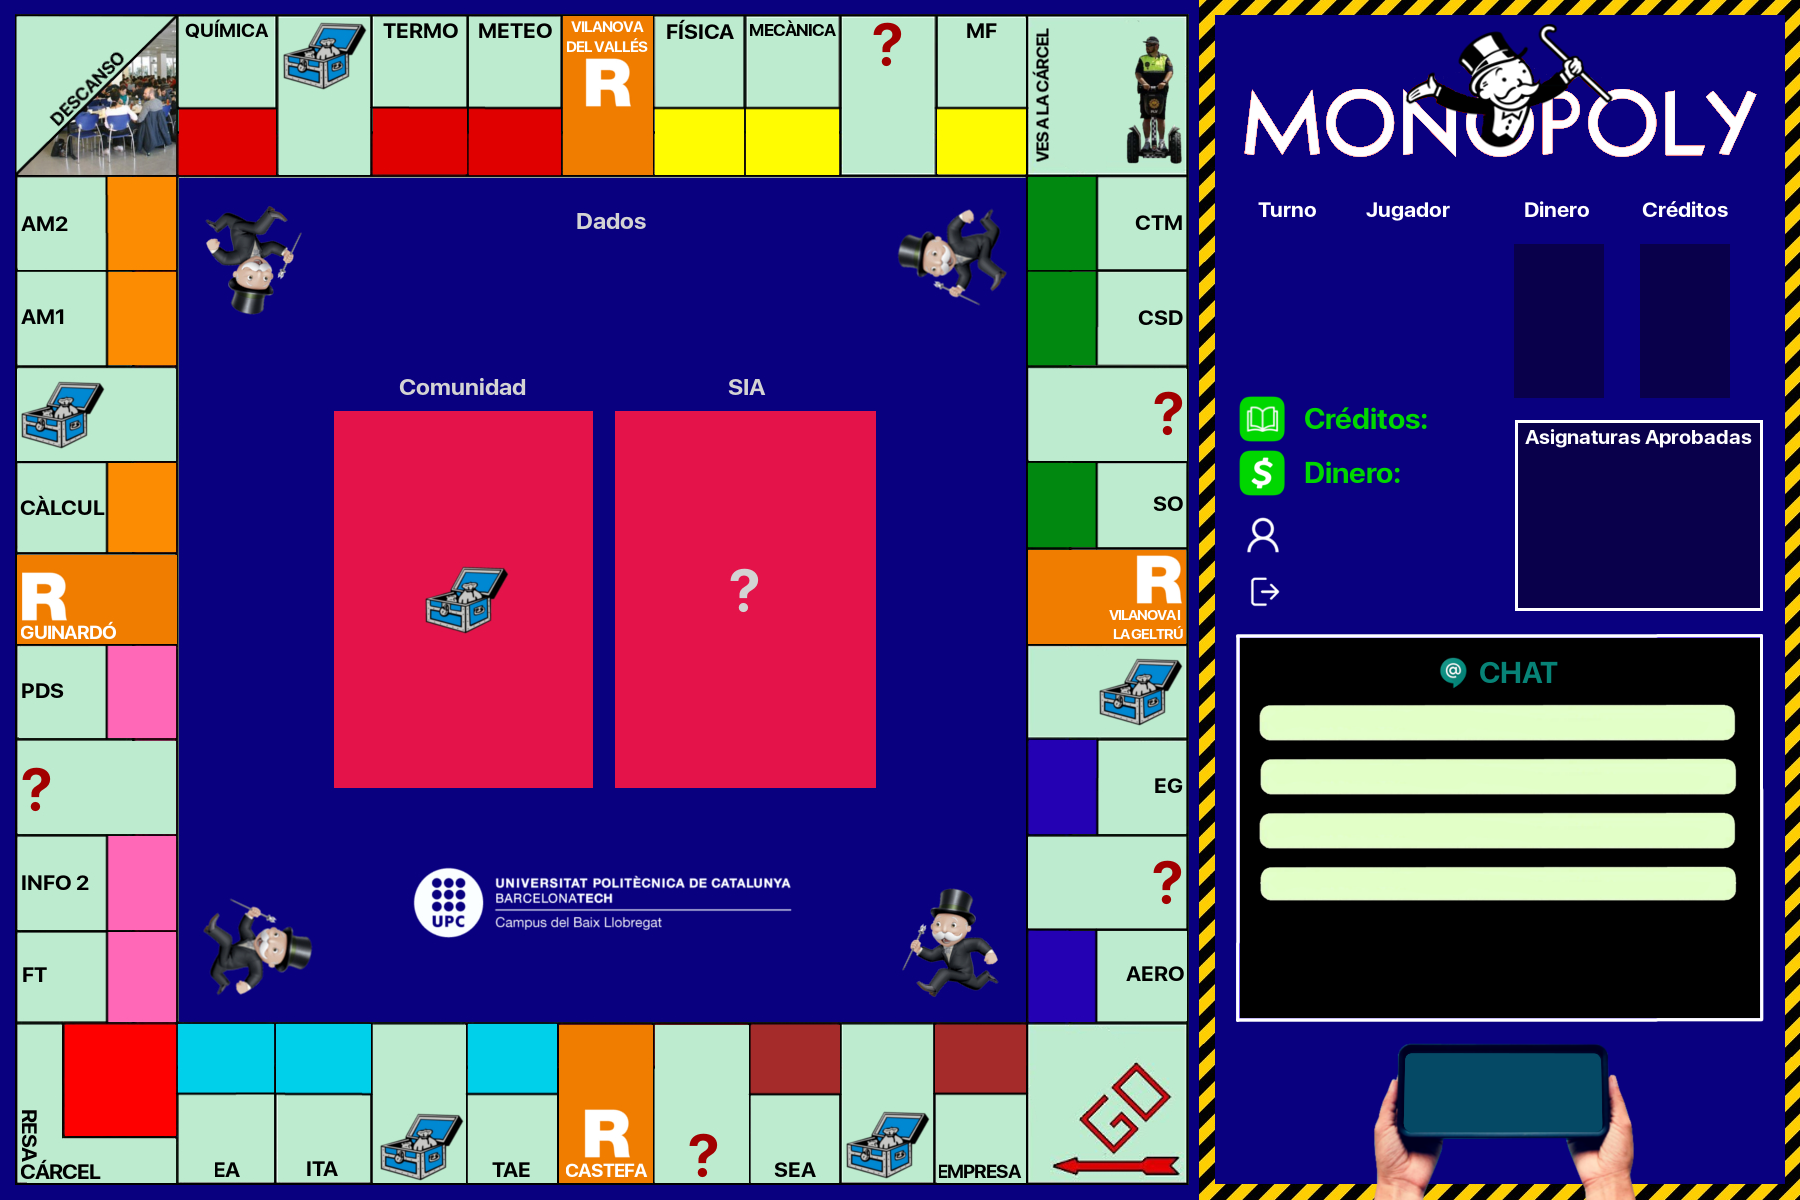 DESCANSO
QUÍMICA
TERMO
METEO
VILANOVA
DEL VALLÉS
R
FÍSICA
MECÀNICA
?
MF
VES A LA CÁRCEL
AM2
AM1
CÀLCUL
R
GUINARDÓ
PDS
?
INFO 2
FT
RESA
CÁRCEL
EA
ITA
TAE
R
CASTEFA
?
SEA
EMPRESA
GO
CTM
CSD
?
SO
R
VILANOVA I
LA GELTRÚ
EG
?
AERO
Dados
Comunidad
SIA
?
UPC
UNIVERSITAT POLITÈCNICA DE CATALUNYA
BARCELONATECH
Campus del Baix Llobregat
MONOPOLY
Turno Jugador Dinero Créditos
Créditos:
$ Dinero:
Asignaturas Aprobadas
@ CHAT